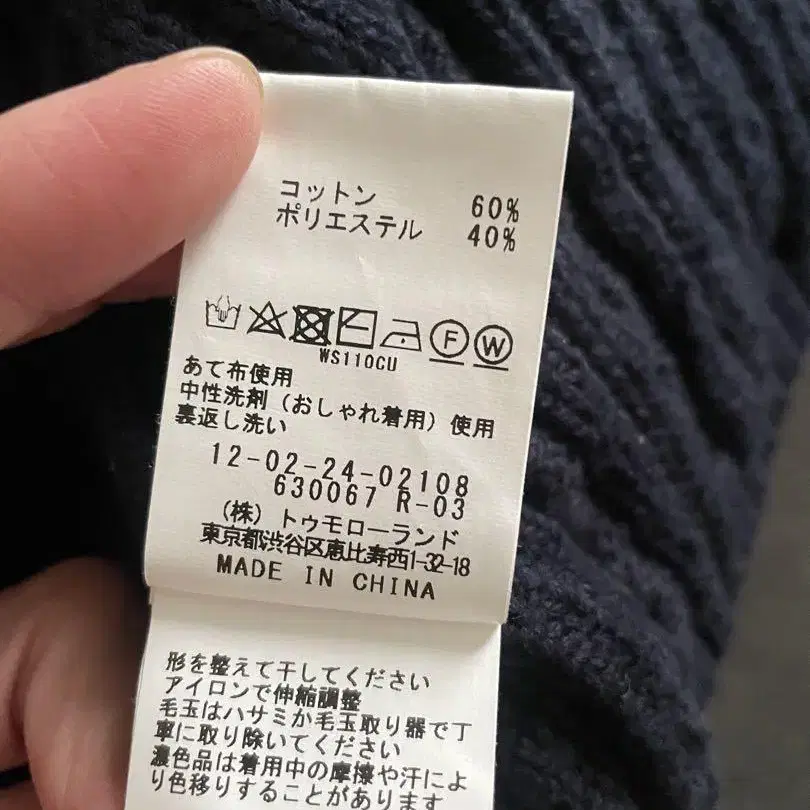 コットン 60%
ポリエステル 40%
F W
WS110CU
あて布使用
中性洗剤（おしゃれ着用）使用
裏返し洗い
12-02-24-02108
630067 R-03
（株）トゥモローランド
東京都渋谷区恵比寿西1-32-18
MADE IN CHINA
形を整えて干してください
アイロンで伸縮調整
毛玉はハサミか毛玉取り器で丁
寧に取り除いてください
濃色品は着用中の摩擦や汗によ
り色移りすることがあります